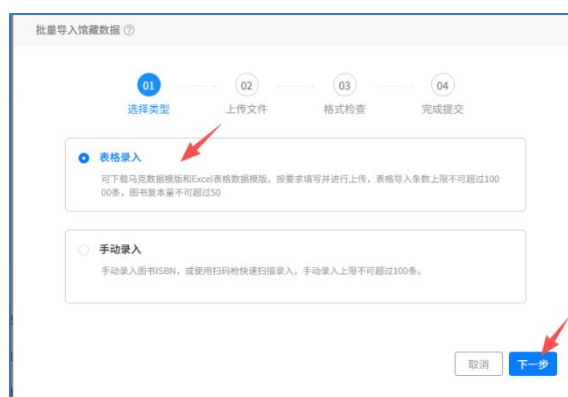 批量导入馆藏数据 ?
01 02 03 04
选择类型 上传文件 格式检查 完成提交
表格录入
可下载马克数据模版和Excel表格数据模版，按要求填写并进行上传，表格导入条数上限不可超过100
00条，图书复本量不可超过50
手动录入
手动录入图书ISBN，或使用扫码枪快速扫描录入，手动录入上限不可超过100条。
取消 下一步